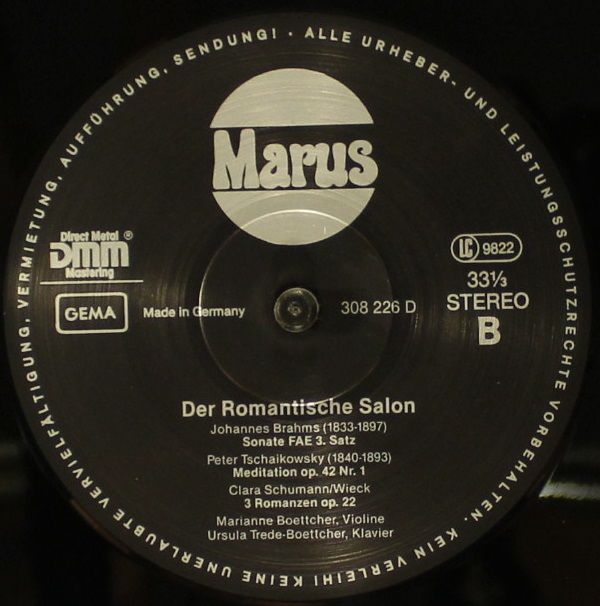 ALLE URHEBER- UND LEISTUNGSSCHUTZRECHTE VORBEHALTEN. KEIN VERLEIH! KEINE UNERLAUBTE VERVIELFÄLTIGUNG, VERMIETUNG, AUFFÜHRUNG, SENDUNG! ·
Marus
Direct Metal ®
DMM
Mastering
LC 9822
GEMA
Made in Germany
308 226 D
33⅓
STEREO
B
Der Romantische Salon
Johannes Brahms (1833-1897)
Sonate FAE 3. Satz
Peter Tschaikowsky (1840-1893)
Meditation op. 42 Nr. 1
Clara Schumann/Wieck
3 Romanzen op. 22
Marianne Boettcher, Violine
Ursula Trede-Boettcher, Klavier